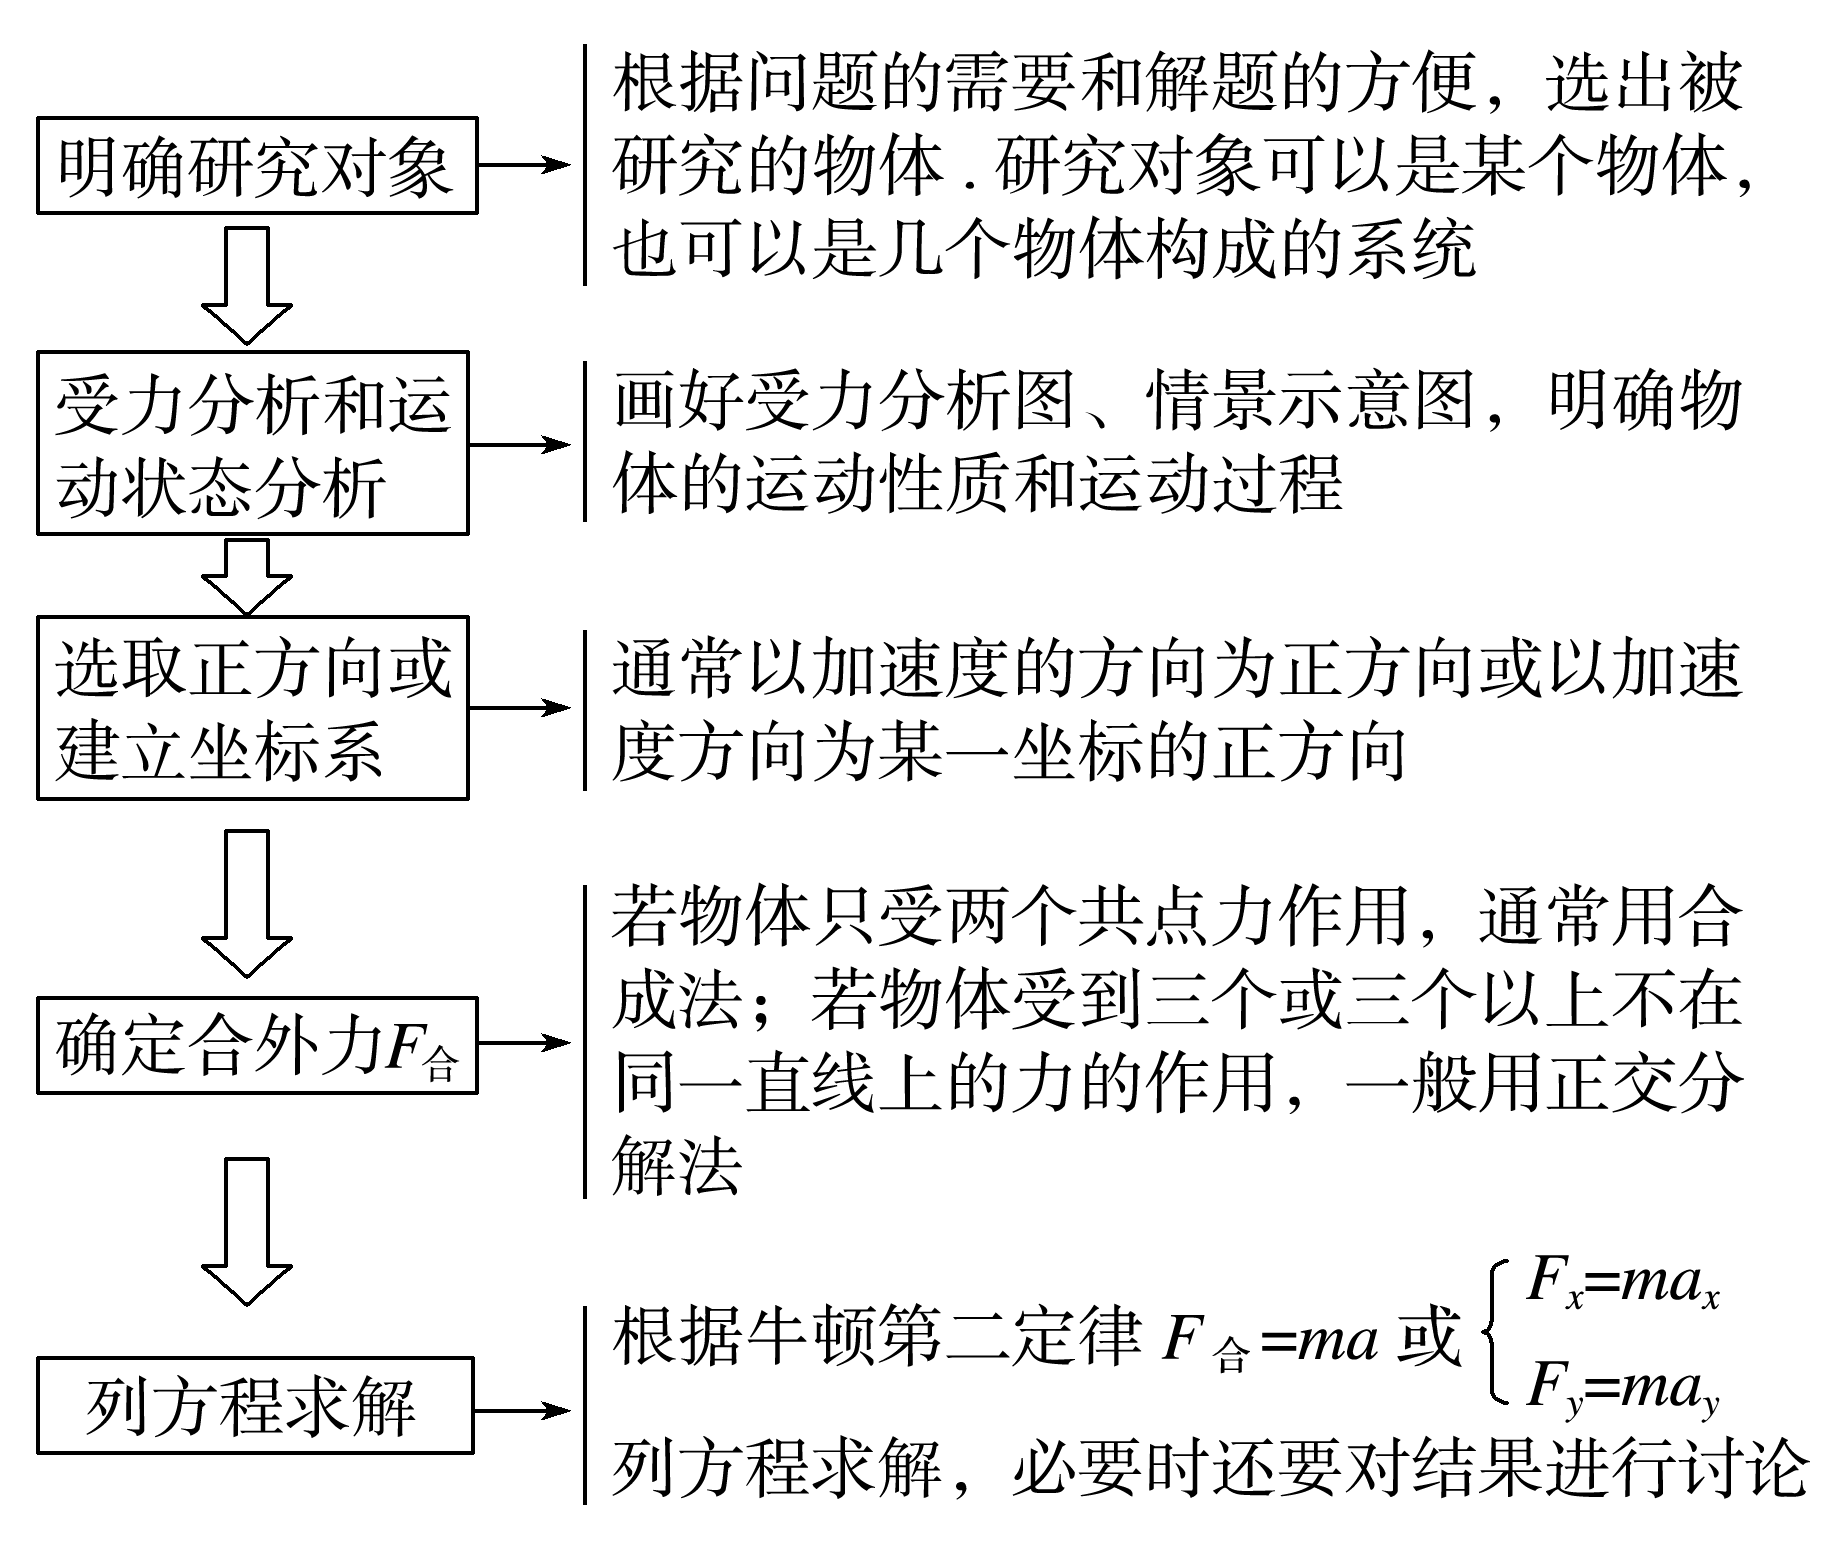 明确研究对象
根据问题的需要和解题的方便，选出被
研究的物体．研究对象可以是某个物体，
也可以是几个物体构成的系统
受力分析和运
动状态分析
画好受力分析图、情景示意图，明确物
体的运动性质和运动过程
选取正方向或
建立坐标系
通常以加速度的方向为正方向或以加速
度方向为某一坐标的正方向
确定合外力F合
若物体只受两个共点力作用，通常用合
成法；若物体受到三个或三个以上不在
同一直线上的力的作用，一般用正交分
解法
列方程求解
根据牛顿第二定律 F合=ma 或
Fx=max
Fy=may
列方程求解，必要时还要对结果进行讨论